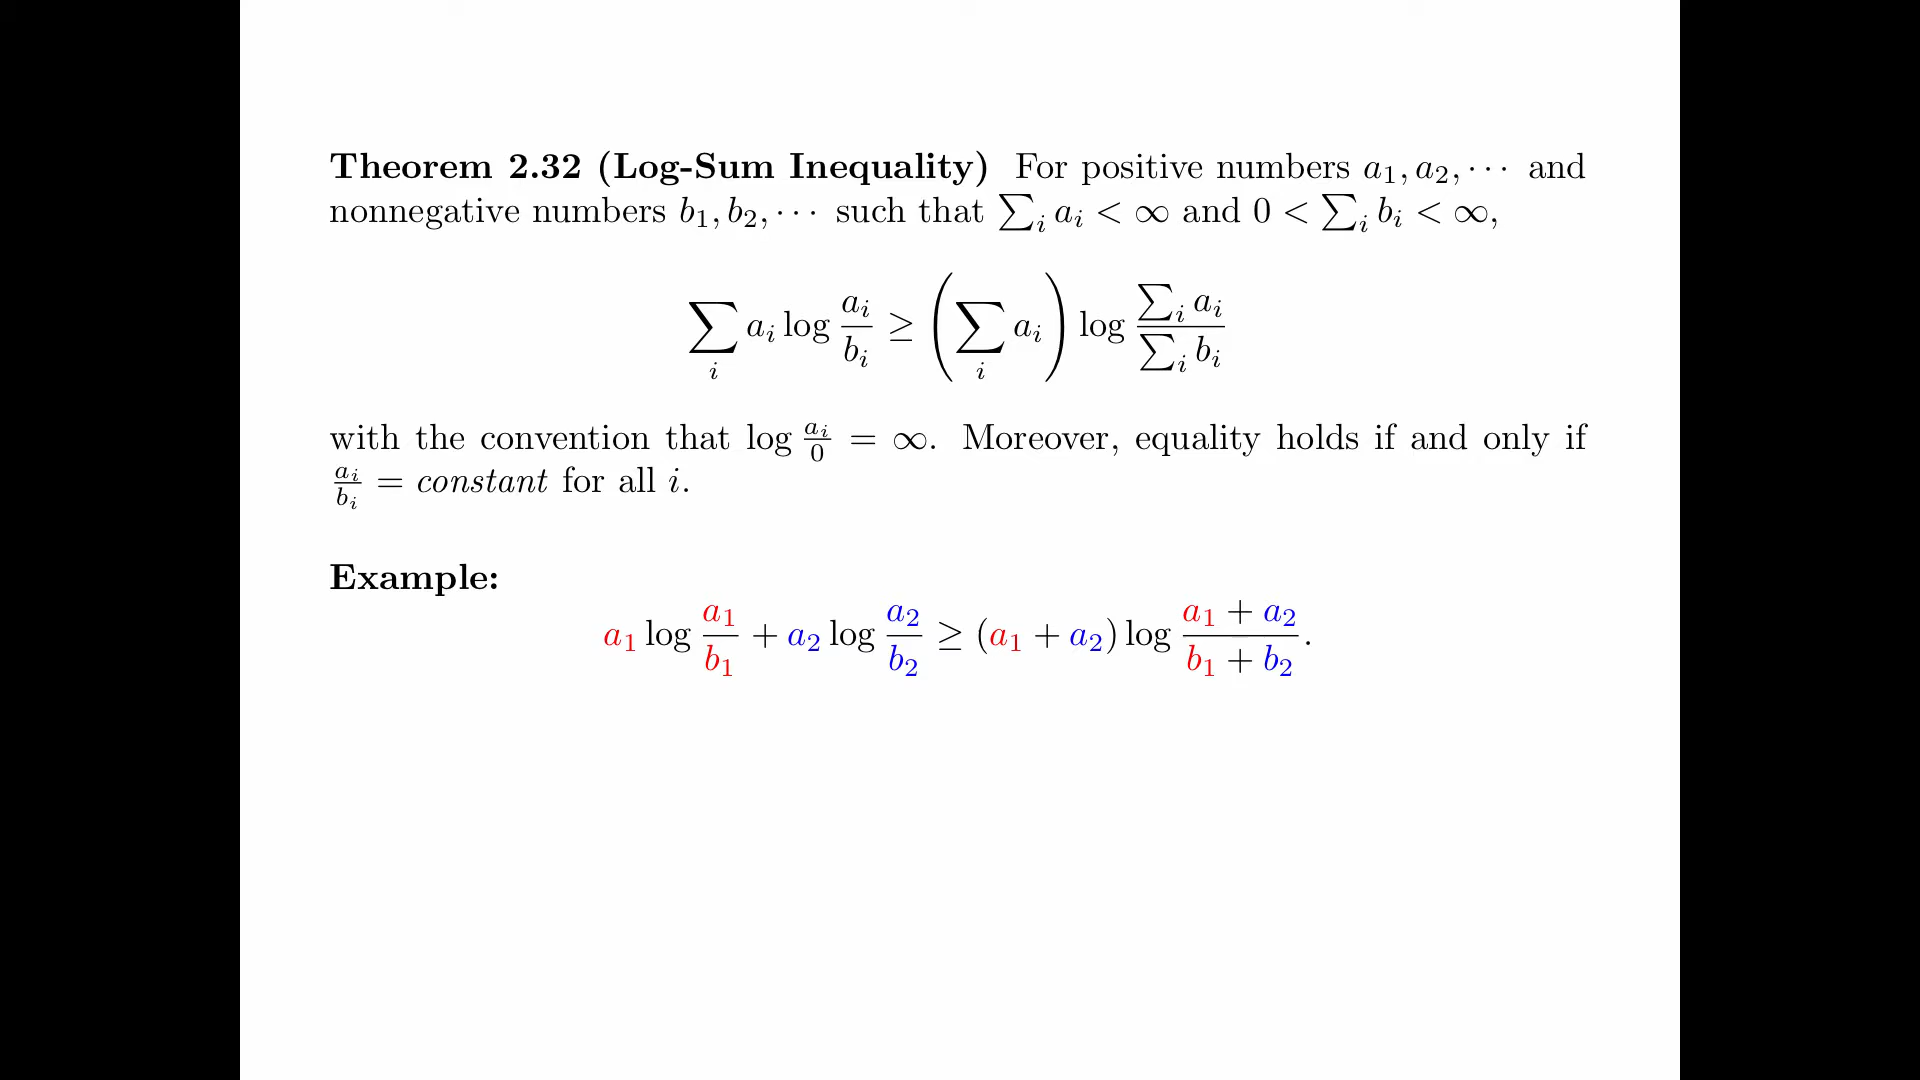 Theorem 2.32 (Log-Sum Inequality) For positive numbers a₁, a₂, ··· and
nonnegative numbers b₁, b₂, ··· such that ∑ᵢ aᵢ < ∞ and 0 < ∑ᵢ bᵢ < ∞,
∑ᵢ aᵢ log aᵢ/bᵢ ≥ (∑ᵢ aᵢ) log ∑ᵢ aᵢ/∑ᵢ bᵢ
with the convention that log aᵢ/0 = ∞. Moreover, equality holds if and only if
aᵢ/bᵢ = constant for all i.
Example:
a₁ log a₁/b₁ + a₂ log a₂/b₂ ≥ (a₁ + a₂) log (a₁ + a₂)/(b₁ + b₂).